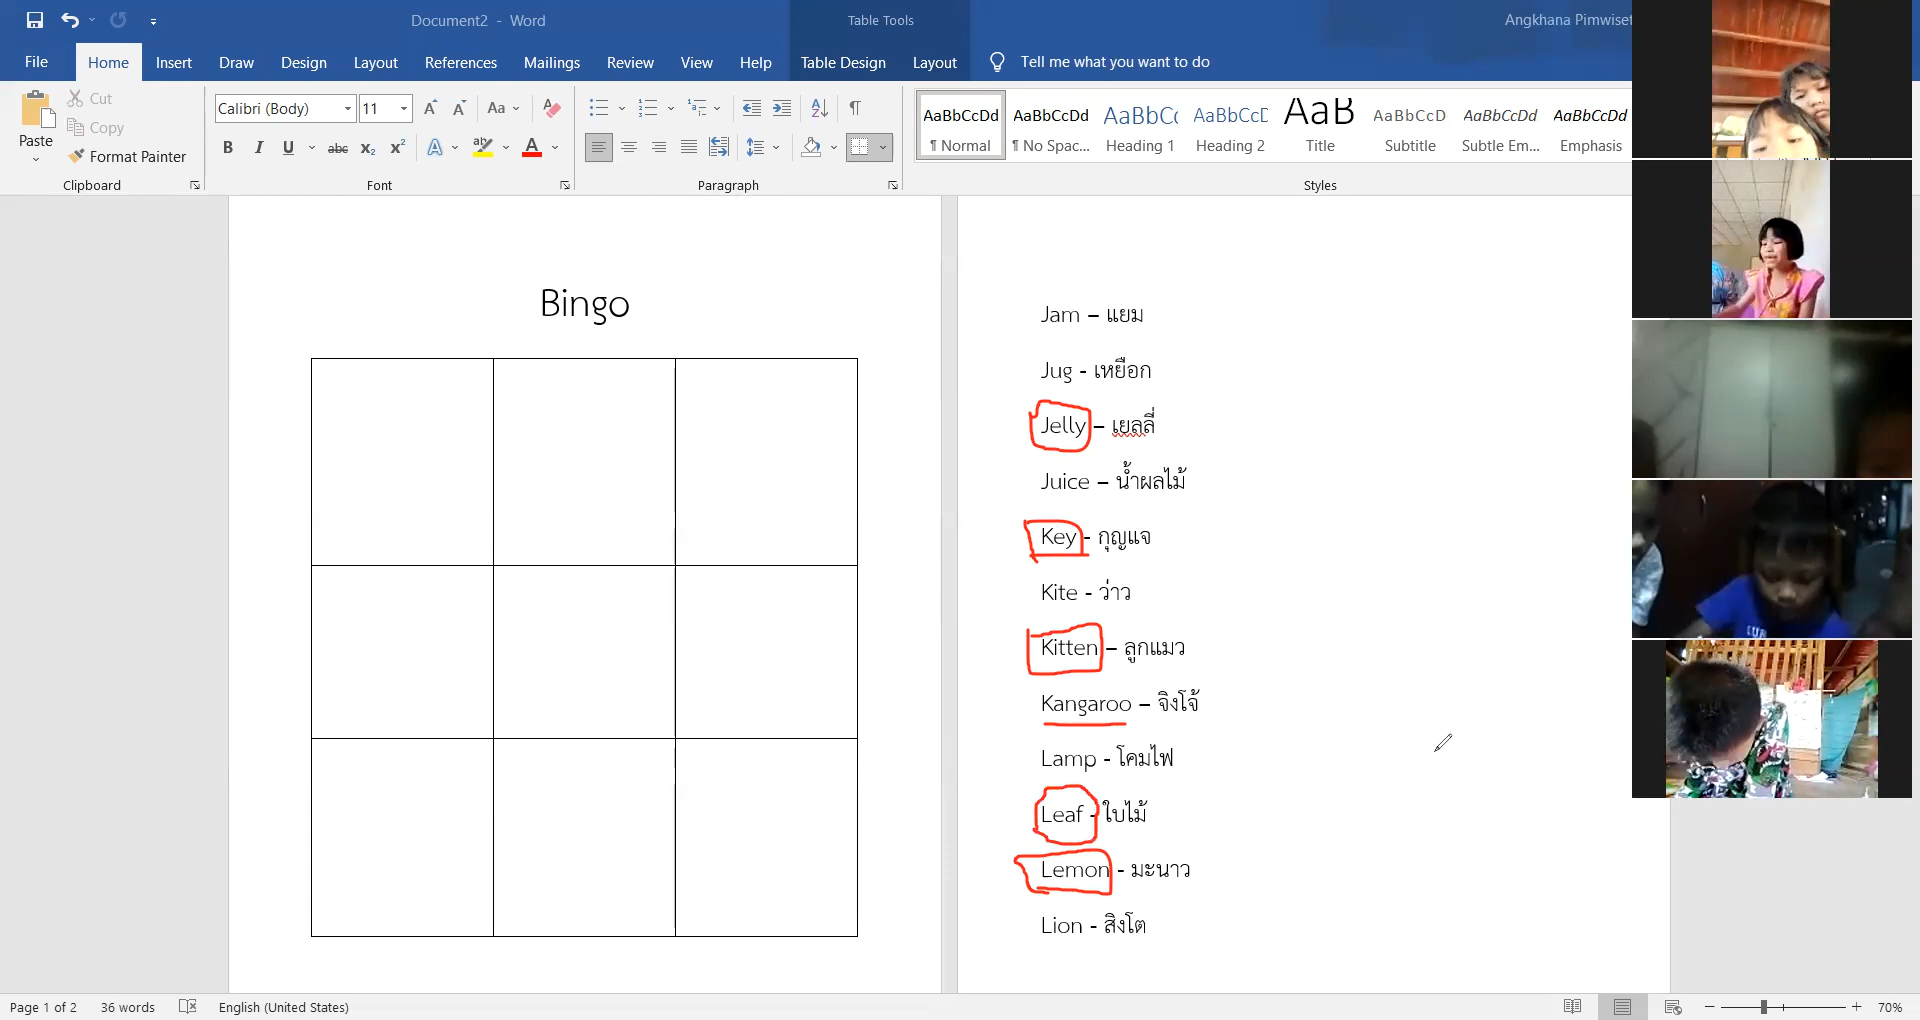 Document2 - Word
Table Tools
Angkhana Pimwiset
File Home Insert Draw Design Layout References Mailings Review View Help Table Design Layout Tell me what you want to do
Cut
Copy
Paste
Format Painter
Clipboard
Calibri (Body) 11
Font
Paragraph
AaBbCcDd AaBbCcDd AaBbC( AaBbCcD AaB AaBbCcD AaBbCcDd AaBbCcDd
¶ Normal ¶ No Spac... Heading 1 Heading 2 Title Subtitle Subtle Em... Emphasis
Styles
Bingo
Jam – แยม
Jug - เหยือก
Jelly – เยลลี่
Juice – น้ำผลไม้
Key - กุญแจ
Kite - ว่าว
Kitten – ลูกแมว
Kangaroo – จิงโจ้
Lamp - โคมไฟ
Leaf - ใบไม้
Lemon - มะนาว
Lion - สิงโต
Page 1 of 2 36 words English (United States) 70%